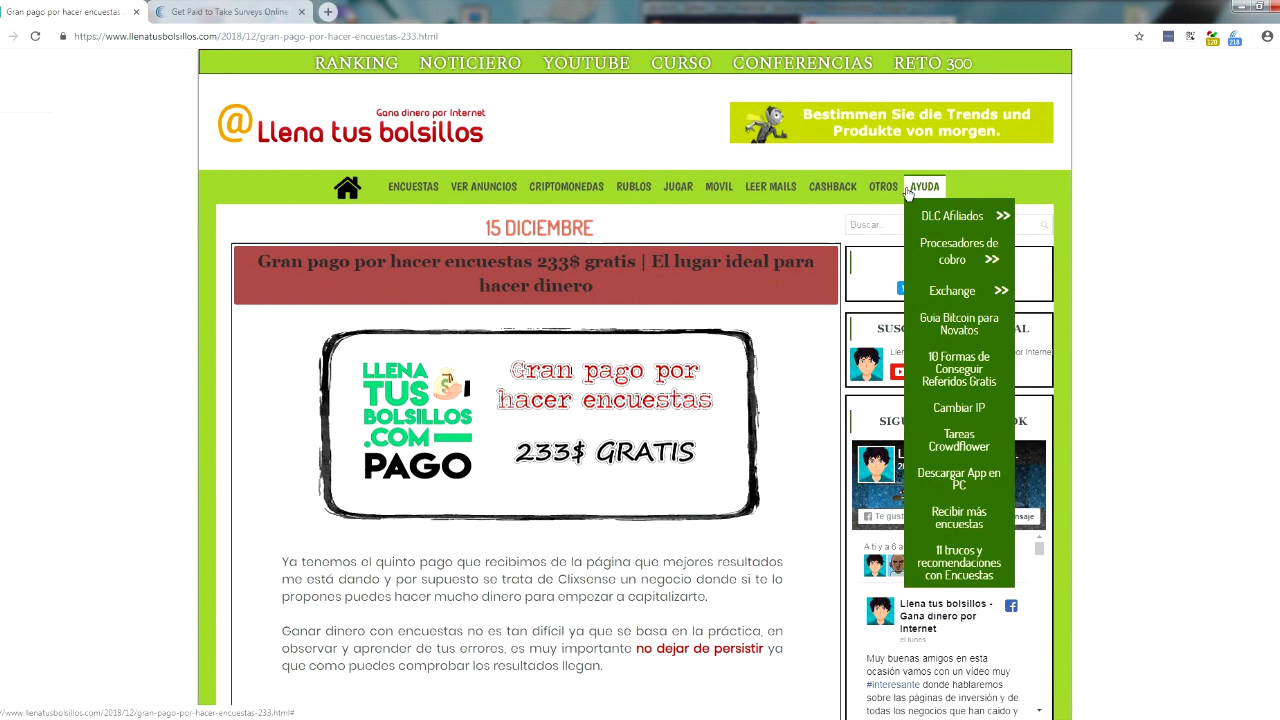 Gran pago por hacer encuestas
Get Paid to Take Surveys Online
https://www.llenatusbolsillos.com/2018/12/gran-pago-por-hacer-encuestas-233.html
120
218
RANKING NOTICIERO YOUTUBE CURSO CONFERENCIAS RETO 300
Gana dinero por Internet
@Llena tus bolsillos
Bestimmen Sie die Trends und
Produkte von morgen.
ENCUESTAS VER ANUNCIOS CRIPTOMONEDAS RUBLOS JUGAR MOVIL LEER MAILS CASHBACK OTROS AYUDA
15 DICIEMBRE
Gran pago por hacer encuestas 233$ gratis | El lugar ideal para
hacer dinero
LLENA
TUS
BOLSILLOS
.COM
PAGO
Gran pago por
hacer encuestas
233$ GRATIS
Ya tenemos el quinto pago que recibimos de la página que mejores resultados
me está dando y por supuesto se trata de Clixsense un negocio donde si te lo
propones puedes hacer mucho dinero para empezar a capitalizarte.
Ganar dinero con encuestas no es tan difícil ya que se basa en la práctica, en
observar y aprender de tus errores, es muy importante no dejar de persistir ya
que como puedes comprobar los resultados llegan.
Buscar...
DLC Afiliados >>
Procesadores de
cobro >>
Exchange >>
Guia Bitcoin para
Novatos
10 Formas de
Conseguir
Referidos Gratis
Cambiar IP
Tareas
Crowdflower
Descargar App en
PC
Recibir más
encuestas
11 trucos y
recomendaciones
con Encuestas
Te gust
A ti y a 6 a
Llena tus bolsillos -
Gana dinero por
Internet
el lunes
Muy buenas amigos en esta
ocasión vamos con un vídeo muy
#interesante donde hablaremos
sobre las páginas de inversión y de
todos los negocios que han caído y
//www.llenatusbolsillos.com/2018/12/gran-pago-por-hacer-encuestas-233.html#